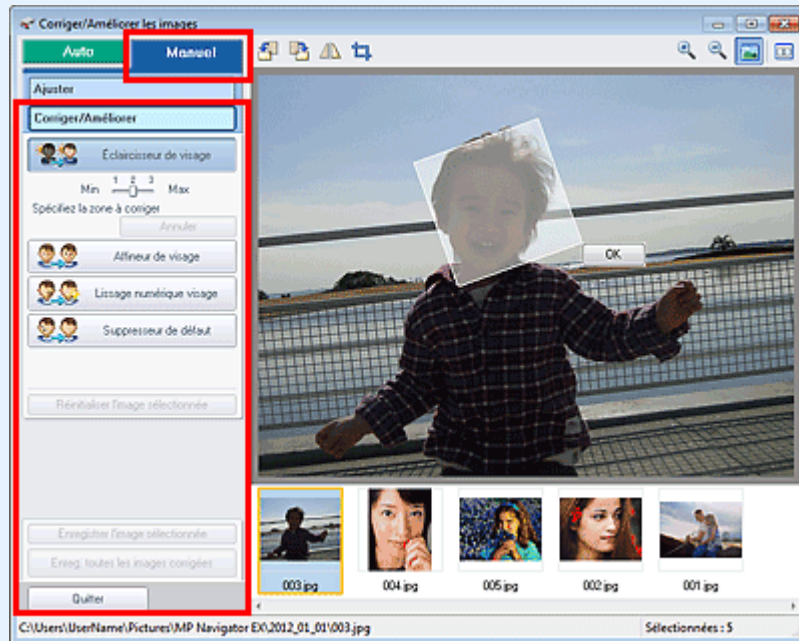 Corriger/Améliorer les images
Auto
Manuel
Ajuster
Corriger/Améliorer
Éclaircisseur de visage
1 2 3
Min Max
Spécifiez la zone à corriger
Annuler
Affineur de visage
Lissage numérique visage
Suppresseur de défaut
Réinitialiser l'image sélectionnée
Enregistrer l'image sélectionnée
Enreg. toutes les images corrigées
Quitter
OK
003.jpg
004.jpg
005.jpg
002.jpg
001.jpg
C:\Users\UserName\Pictures\MP Navigator EX\2012_01_01\003.jpg
Sélectionnées : 5